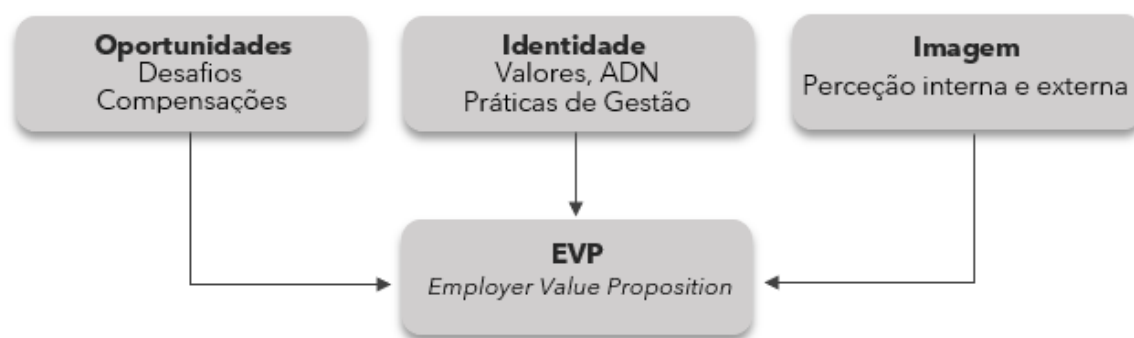 Oportunidades
Desafios
Compensações
Identidade
Valores, ADN
Práticas de Gestão
Imagem
Perceção interna e externa
EVP
Employer Value Proposition